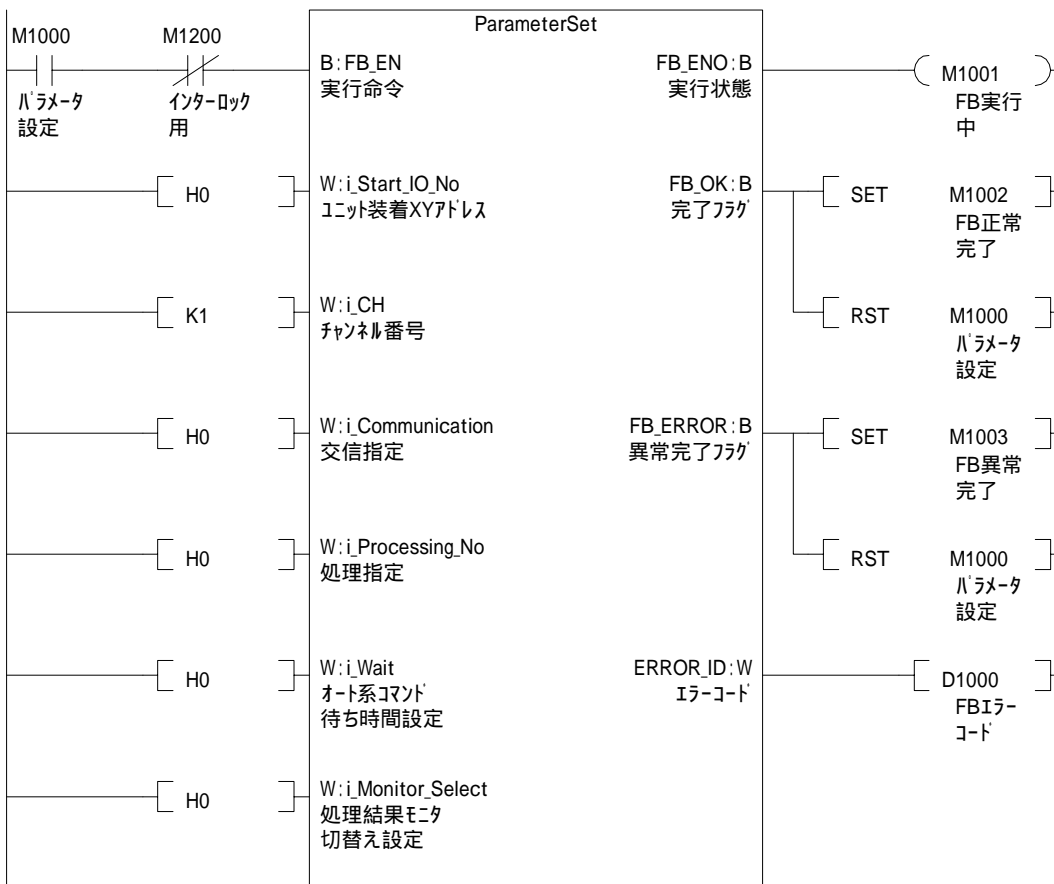 ParameterSet
M1000
M1200
B:FB_EN
実行命令
FB_ENO:B
実行状態
M1001
FB実行
中
パラメータ
設定
インターロック
用
H0
W:i_Start_IO_No
ユニット装着XYアドレス
FB_OK:B
完了フラグ
SET
M1002
FB正常
完了
K1
W:i_CH
チャンネル番号
RST
M1000
パラメータ
設定
H0
W:i_Communication
交信指定
FB_ERROR:B
異常完了フラグ
SET
M1003
FB異常
完了
H0
W:i_Processing_No
処理指定
RST
M1000
パラメータ
設定
H0
W:i_Wait
オート系コマンド
待ち時間設定
ERROR_ID:W
エラーコード
D1000
FBエラー
コード
H0
W:i_Monitor_Select
処理結果モニタ
切替え設定